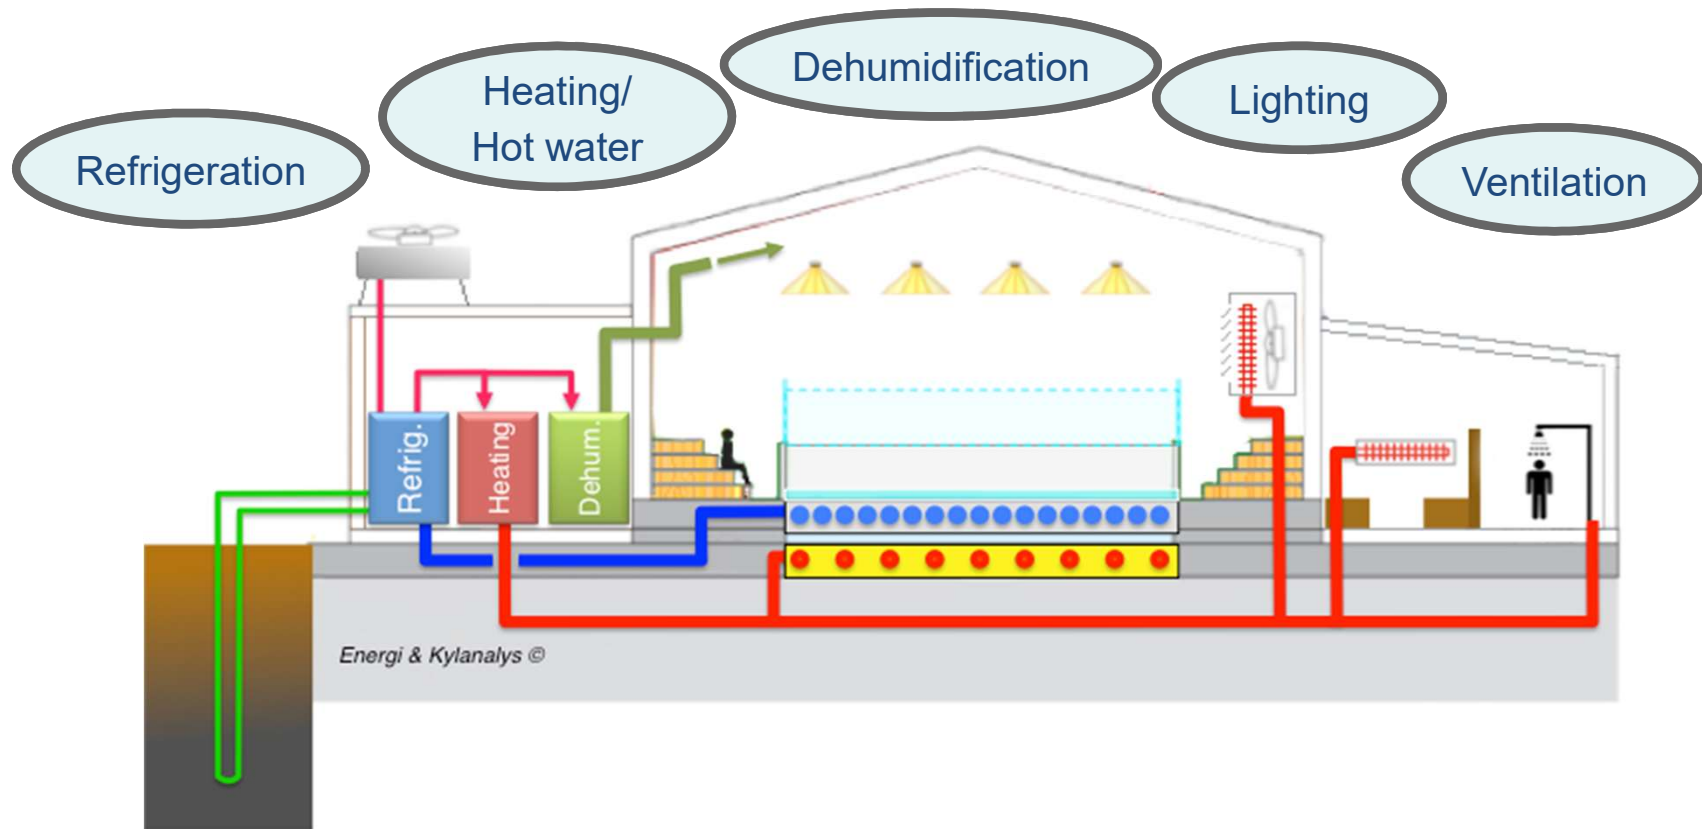 Dehumidification
Heating/
Hot water
Lighting
Refrigeration
Ventilation
Refrig.
Heating
Dehum.
Energi & Kylanalys ©